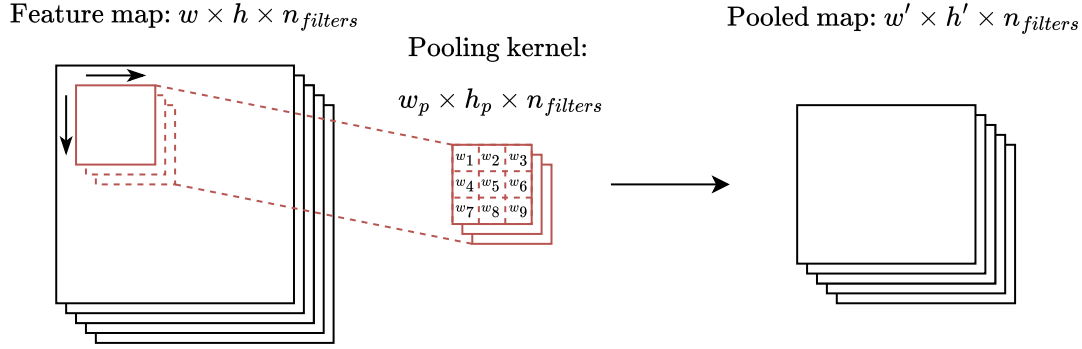 Feature map: w × h × n_filters
Pooled map: w′ × h′ × n_filters
Pooling kernel:
w_p × h_p × n_filters
w_1 w_2 w_3
w_4 w_5 w_6
w_7 w_8 w_9